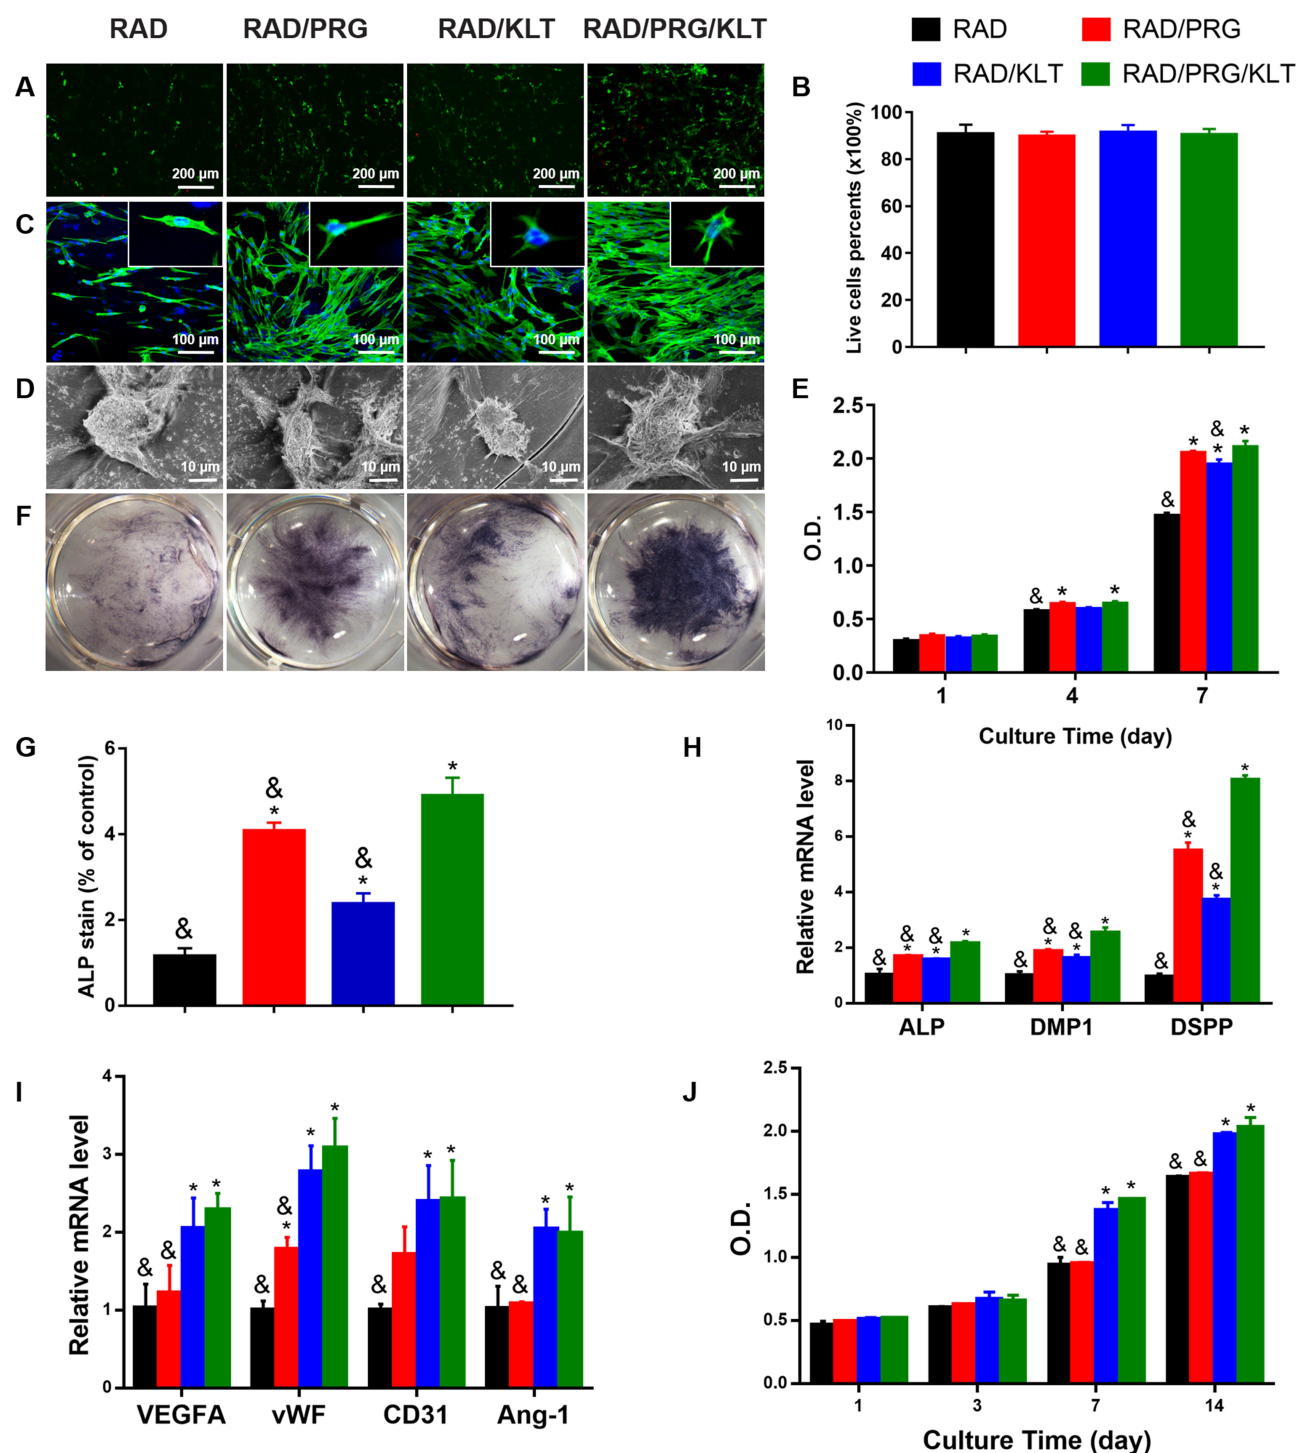 RAD RAD/PRG RAD/KLT RAD/PRG/KLT
RAD RAD/PRG
RAD/KLT RAD/PRG/KLT
A
200 µm 200 µm 200 µm 200 µm
B
Live cells percents (x100%)
100
80
60
40
20
0
C
100 µm 100 µm 100 µm 100 µm
D
10 µm 10 µm 10 µm 10 µm
E
O.D.
2.5
2.0
1.5
1.0
0.5
0.0
& * * & * & * *
1 4 7
Culture Time (day)
F
G
ALP stain (% of control)
6
4
2
0
& & * & * *
H
Relative mRNA level
10
8
6
4
2
0
& & * & * * & & * & * * & & * & * *
ALP DMP1 DSPP
I
Relative mRNA level
4
3
2
1
0
& & * * & & * * * & * * & & * *
VEGFA vWF CD31 Ang-1
J
O.D.
2.5
2.0
1.5
1.0
0.5
0.0
& & * * & & * *
1 3 7 14
Culture Time (day)